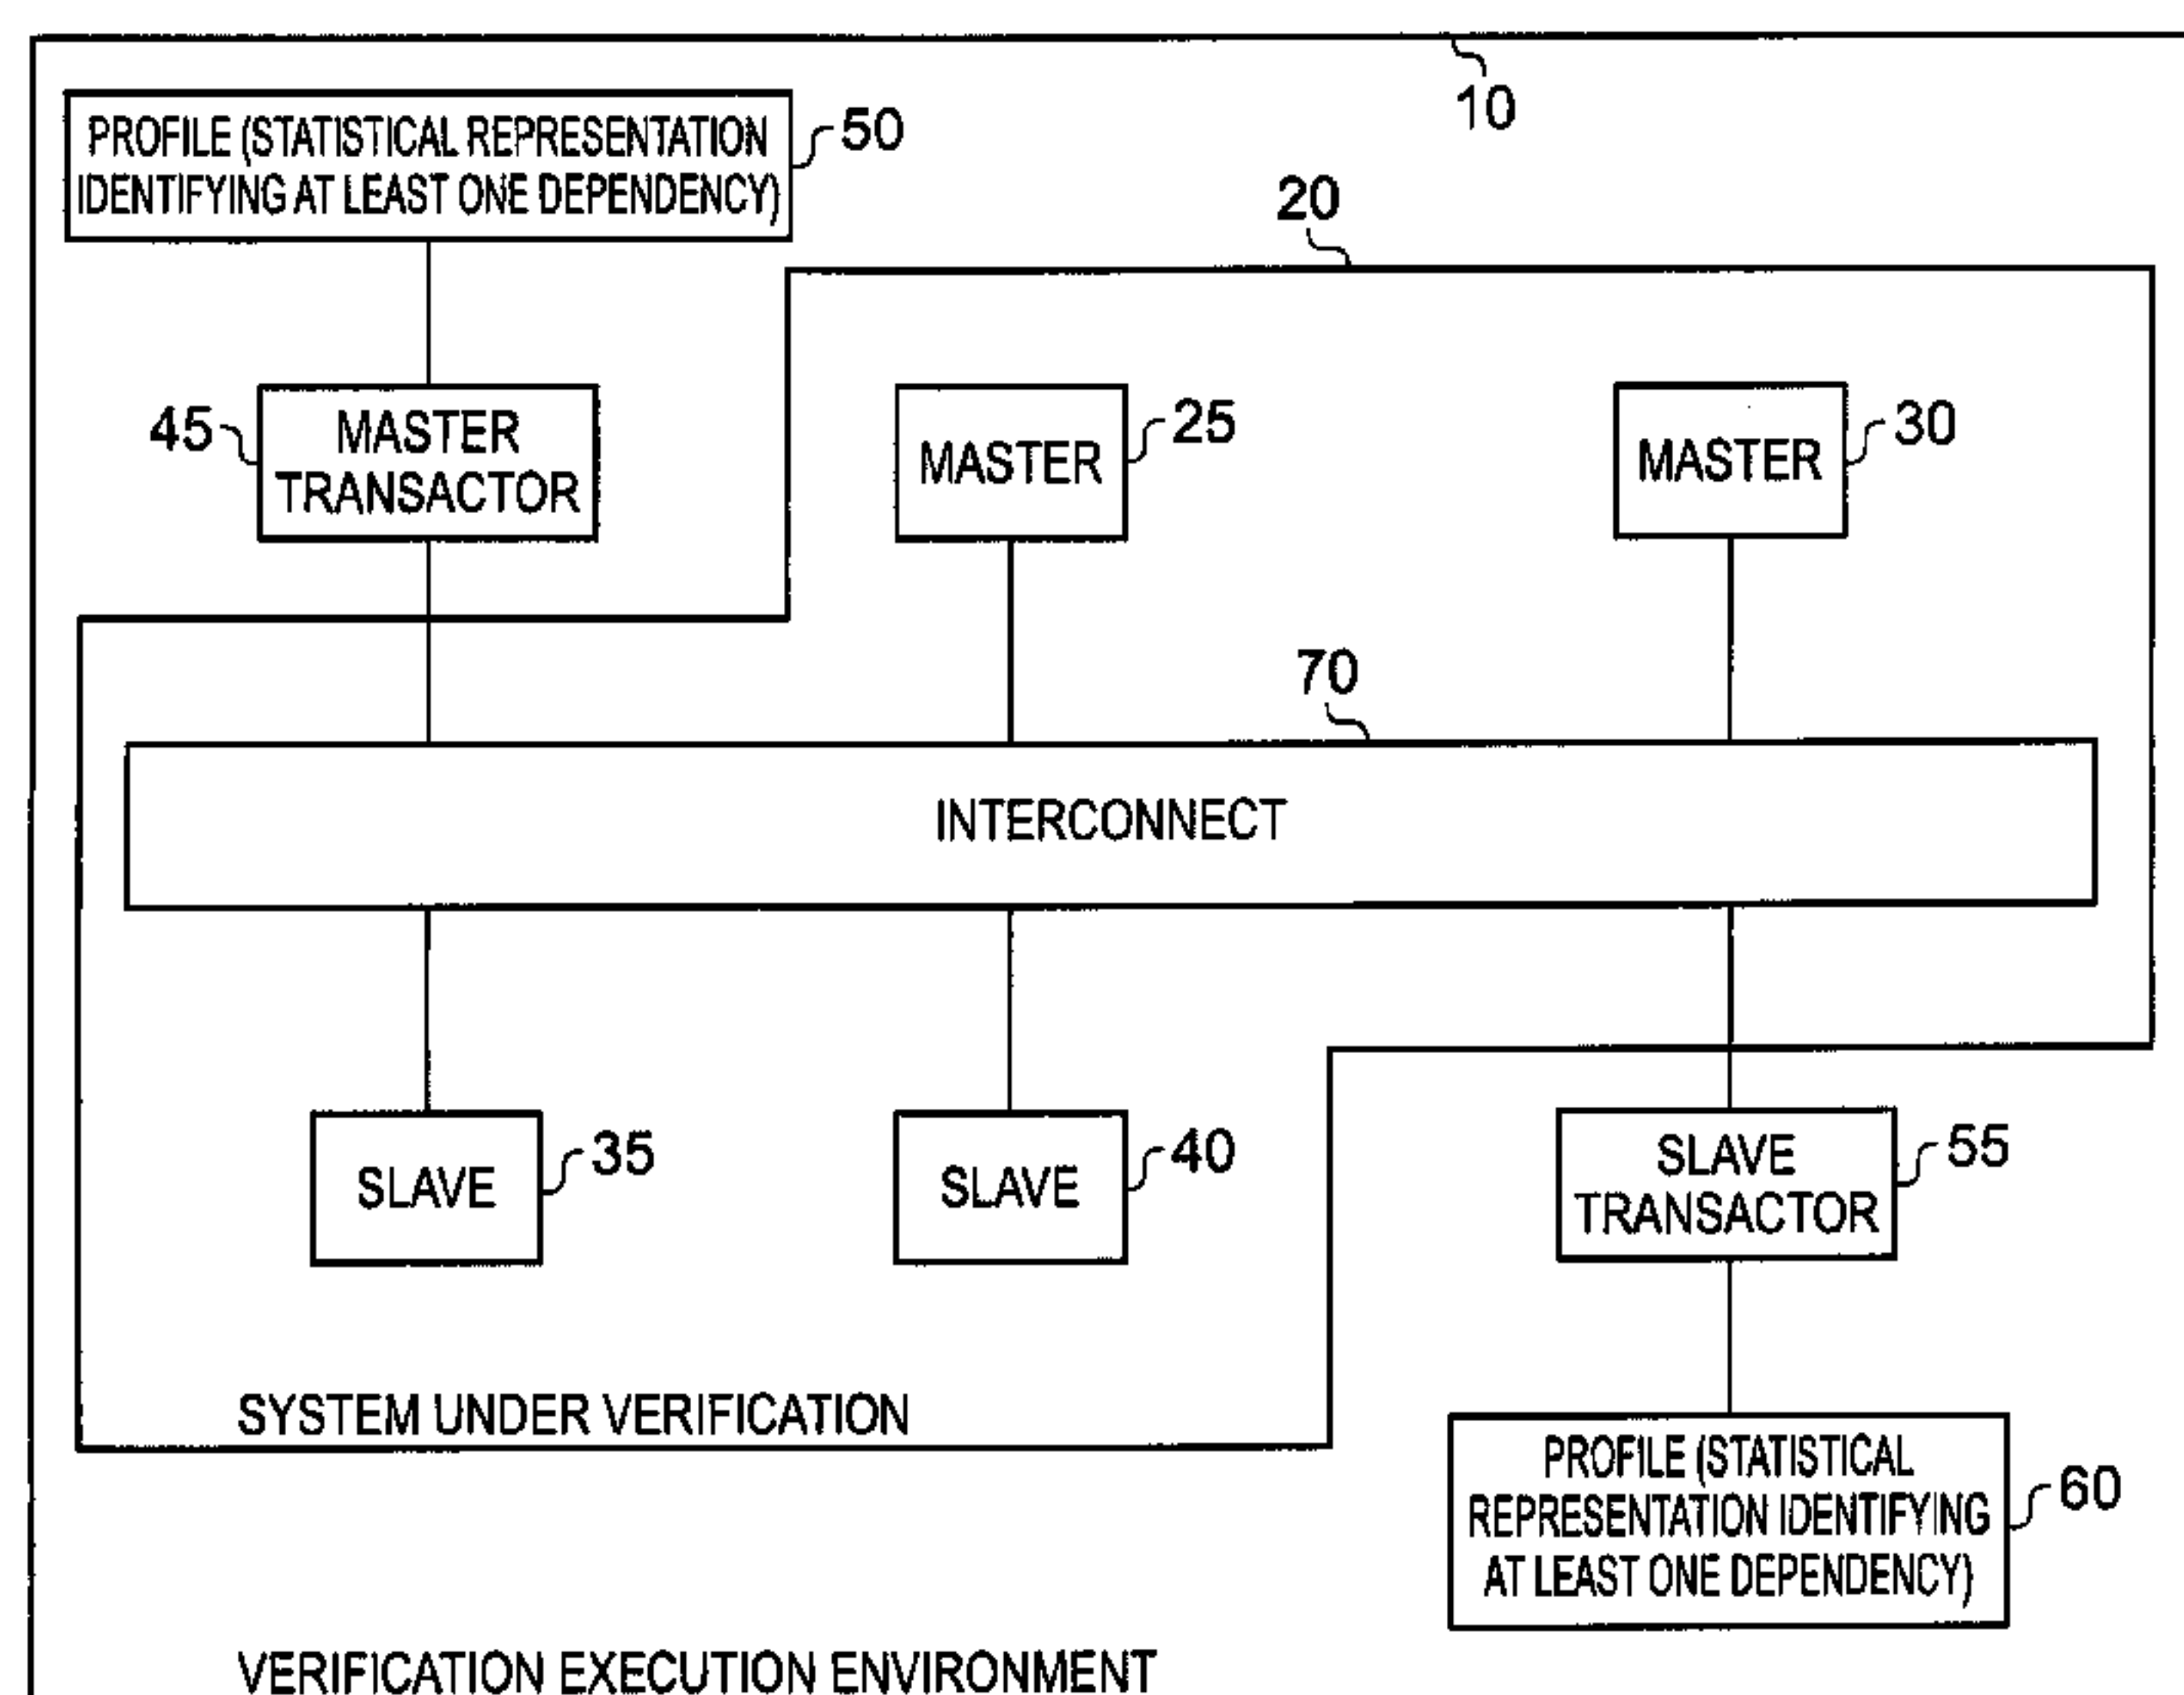 10
PROFILE (STATISTICAL REPRESENTATION
IDENTIFYING AT LEAST ONE DEPENDENCY)
50
20
45
MASTER
TRANSACTOR
MASTER
25
MASTER
30
70
INTERCONNECT
SLAVE
35
SLAVE
40
SLAVE
TRANSACTOR
55
SYSTEM UNDER VERIFICATION
PROFILE (STATISTICAL
REPRESENTATION IDENTIFYING
AT LEAST ONE DEPENDENCY)
60
VERIFICATION EXECUTION ENVIRONMENT